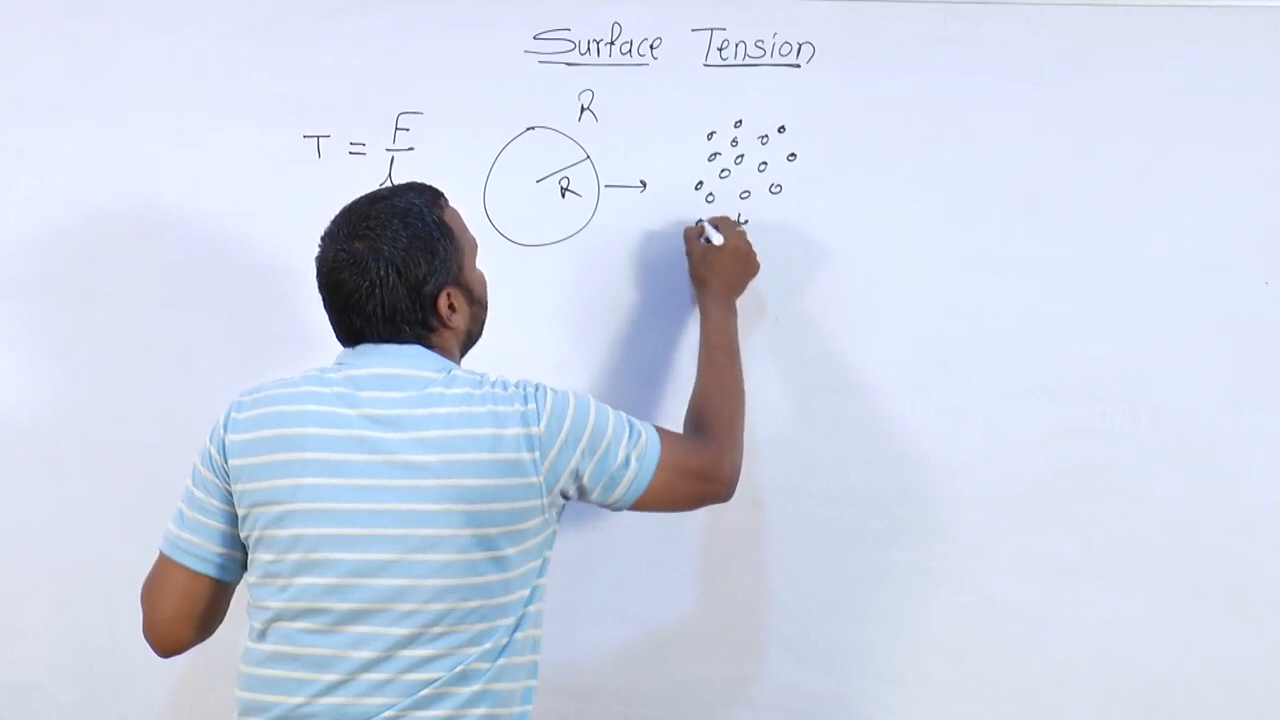 Surface Tension
T = F / l
R
R